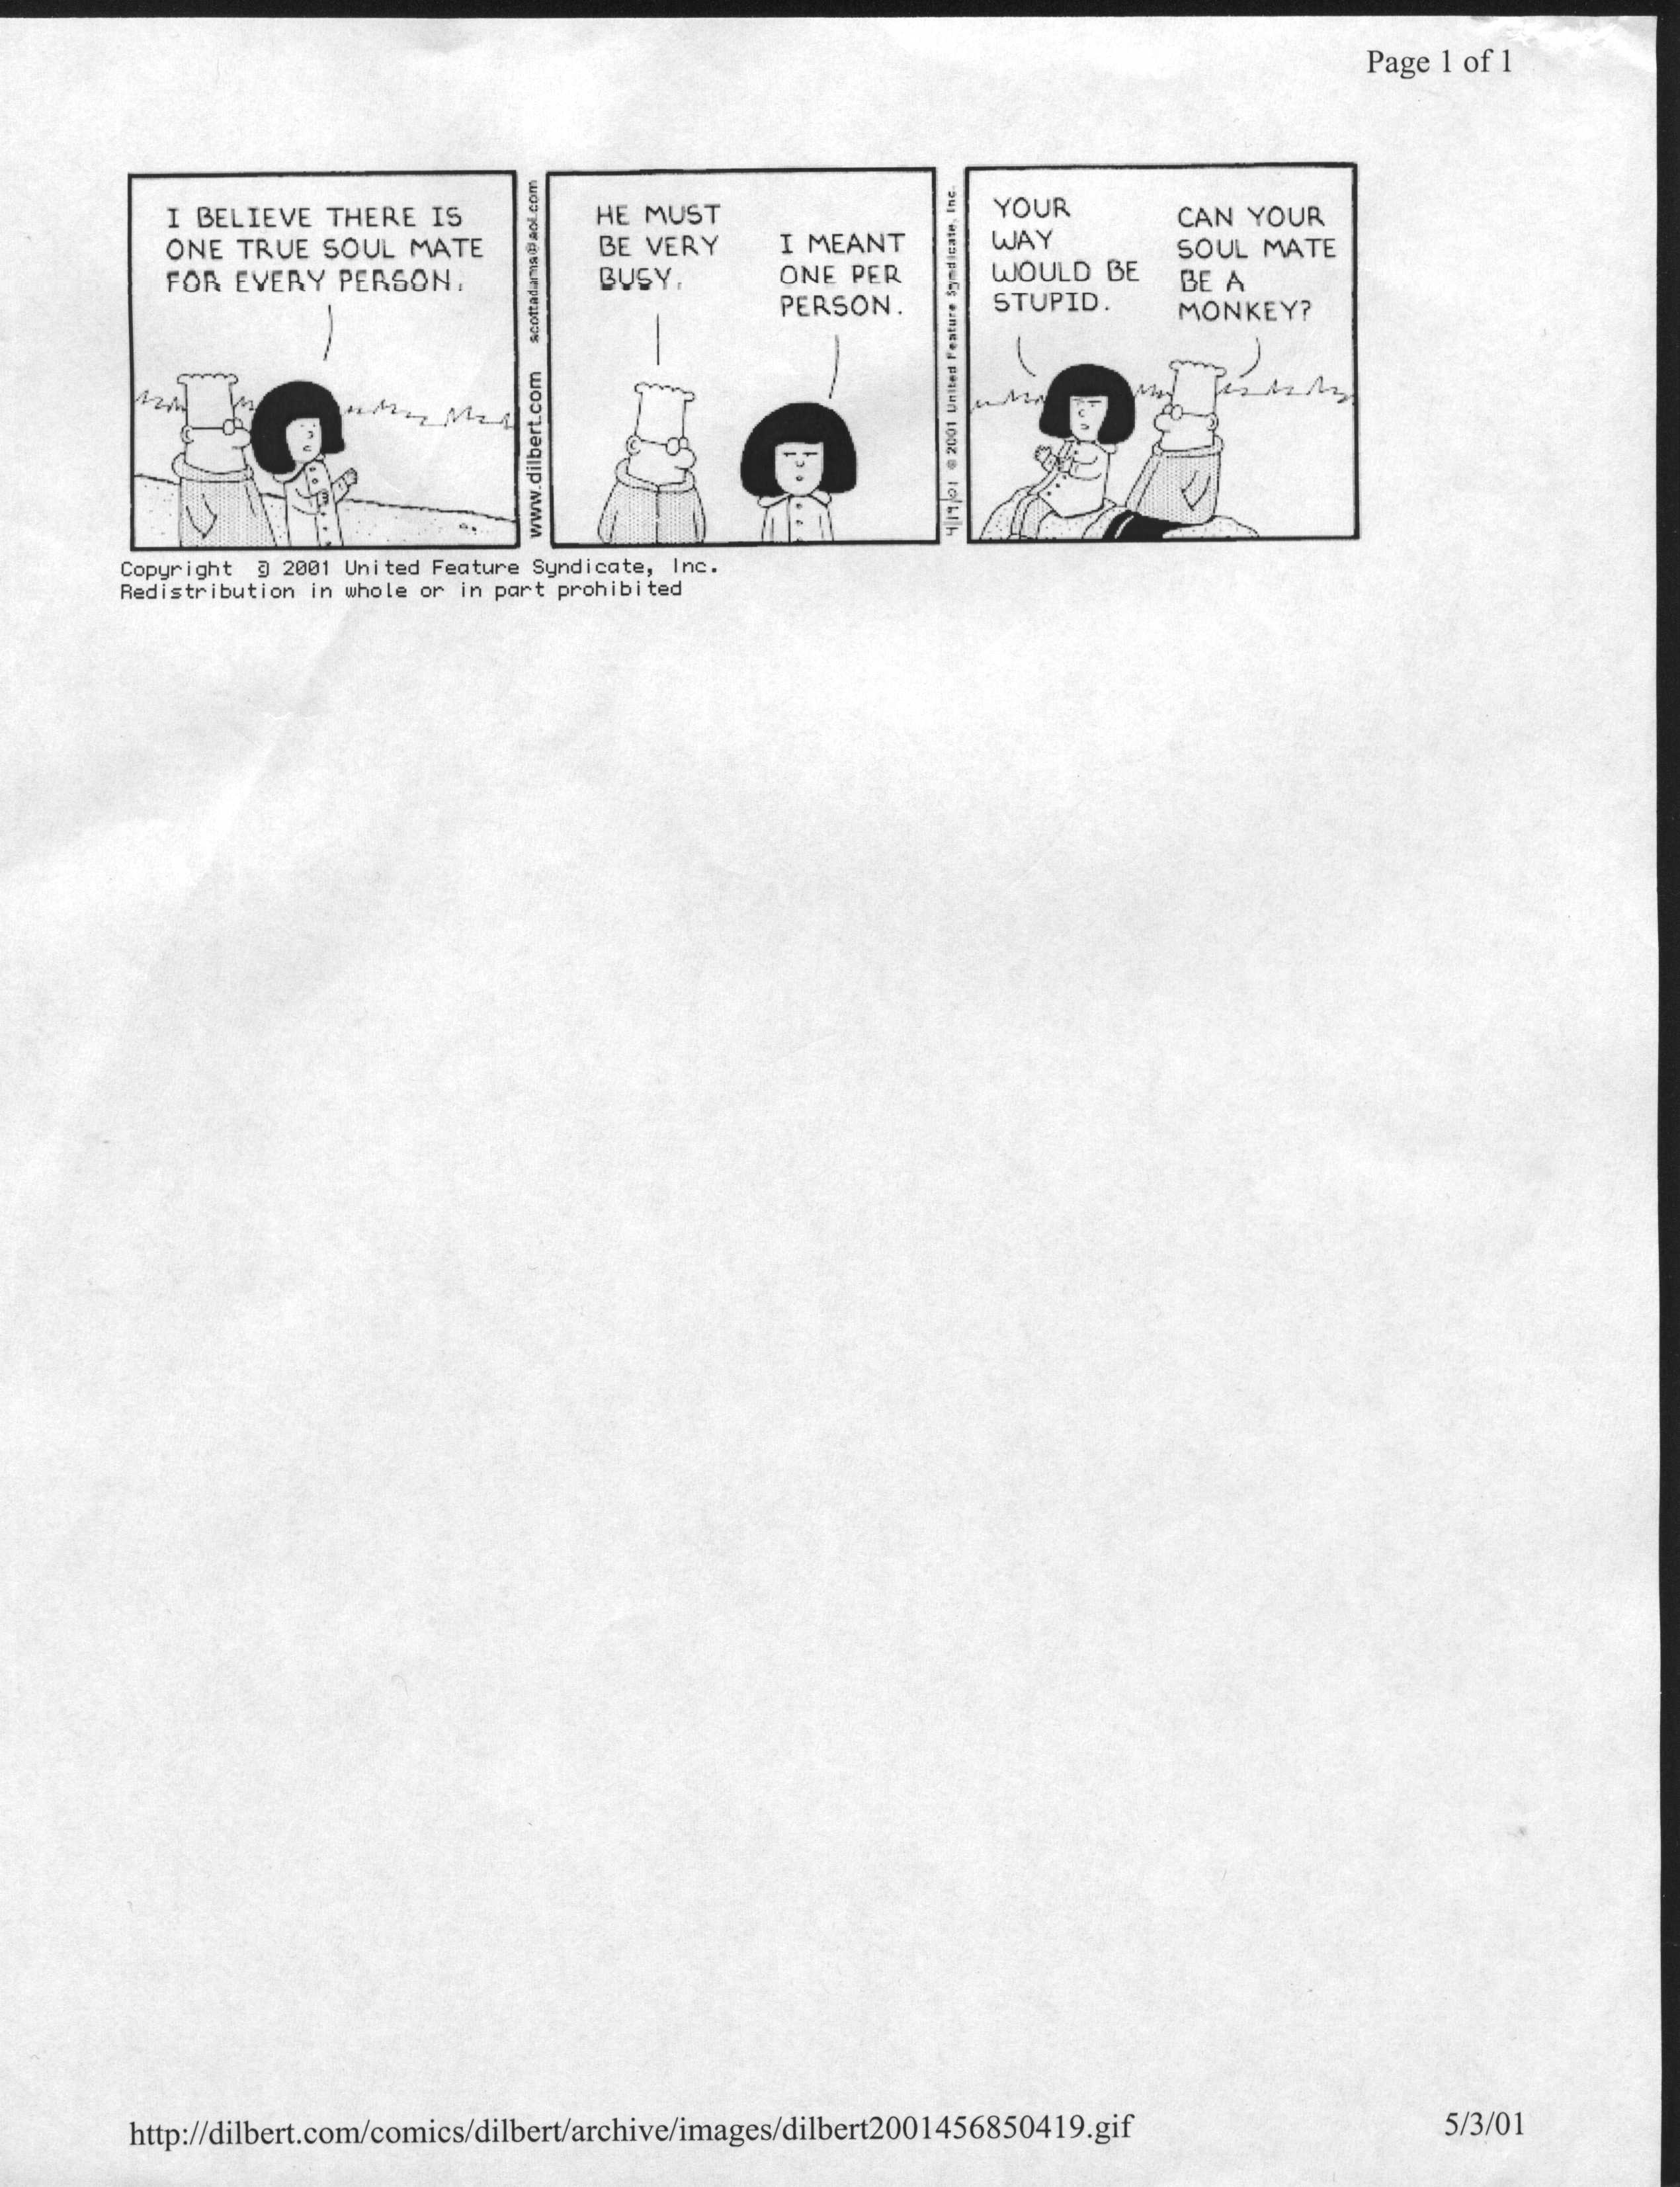 Page 1 of 1
I BELIEVE THERE IS
ONE TRUE SOUL MATE
FOR EVERY PERSON.
www.dilbert.com scottadams@aol.com
HE MUST
BE VERY
BUSY.
I MEANT
ONE PER
PERSON.
4/19/01 © 2001 United Feature Syndicate, Inc.
YOUR
WAY
WOULD BE
STUPID.
CAN YOUR
SOUL MATE
BE A
MONKEY?
Copyright © 2001 United Feature Syndicate, Inc.
Redistribution in whole or in part prohibited
http://dilbert.com/comics/dilbert/archive/images/dilbert2001456850419.gif
5/3/01